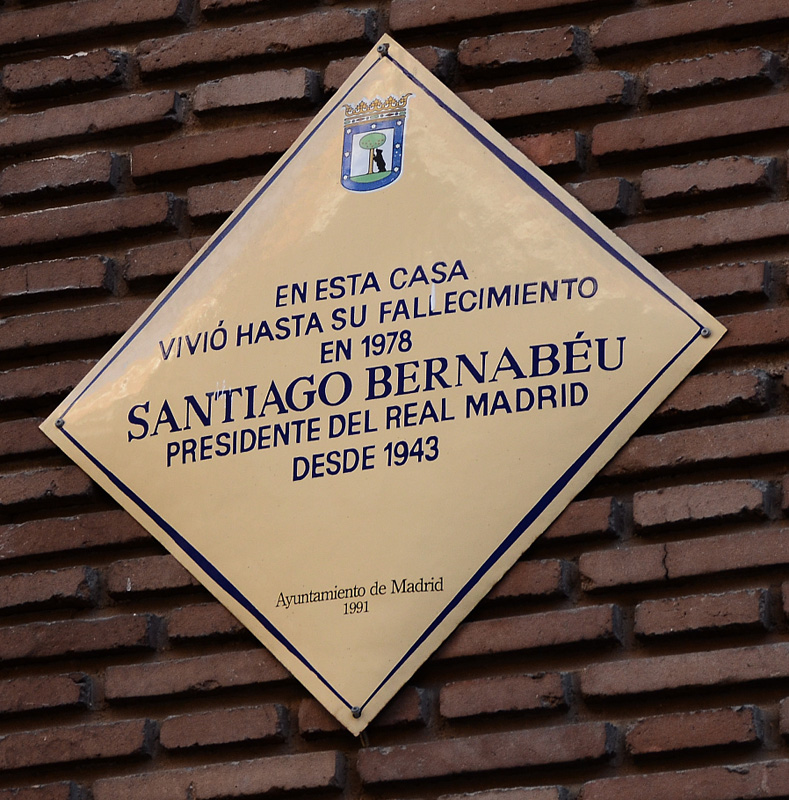 EN ESTA CASA
VIVIÓ HASTA SU FALLECIMIENTO
EN 1978
SANTIAGO BERNABÉU
PRESIDENTE DEL REAL MADRID
DESDE 1943
Ayuntamiento de Madrid
1991